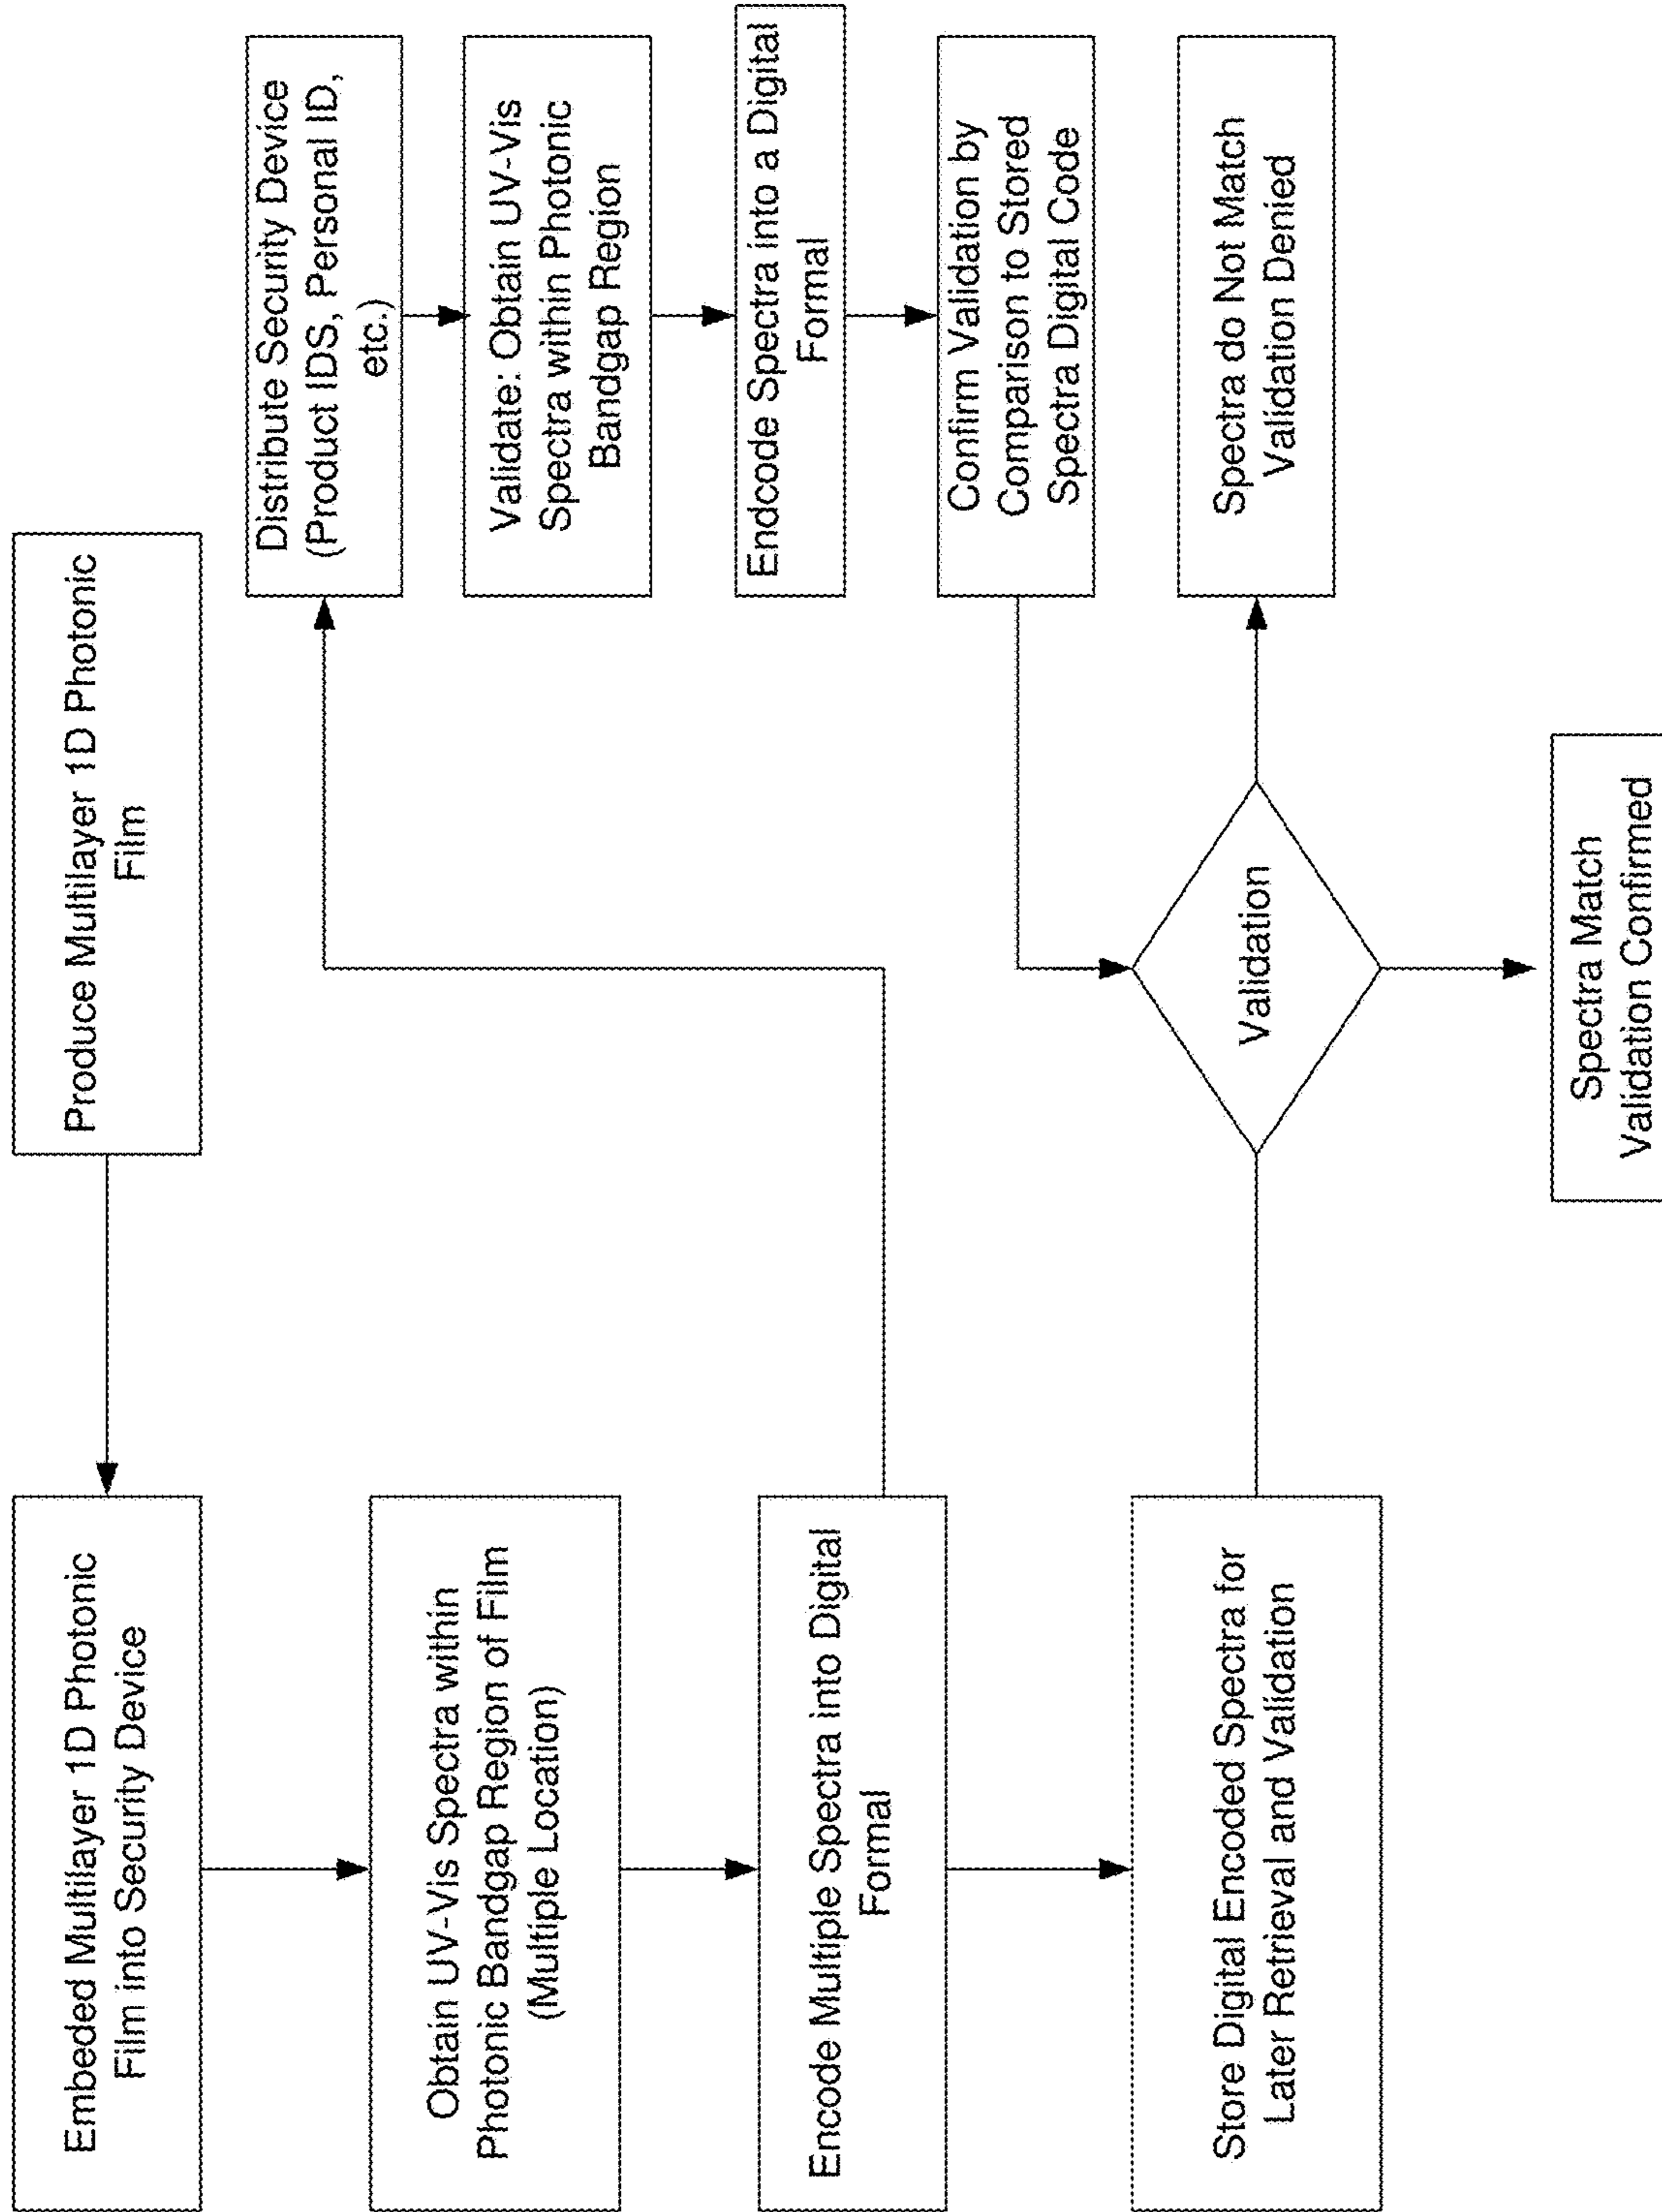 Produce Multilayer 1D Photonic
Film
Embeded Multilayer 1D Photonic
Film into Security Device
Obtain UV-Vis Spectra within
Photonic Bandgap Region of Film
(Multiple Location)
Encode Multiple Spectra into Digital
Formal
Store Digital Encoded Spectra for
Later Retrieval and Validation
Distribute Security Device
(Product IDS, Personal ID,
etc.)
Validate: Obtain UV-Vis
Spectra within Photonic
Bandgap Region
Endcode Spectra into a Digital
Formal
Confirm Validation by
Comparison to Stored
Spectra Digital Code
Validation
Spectra do Not Match
Validation Denied
Spectra Match
Validation Confirmed